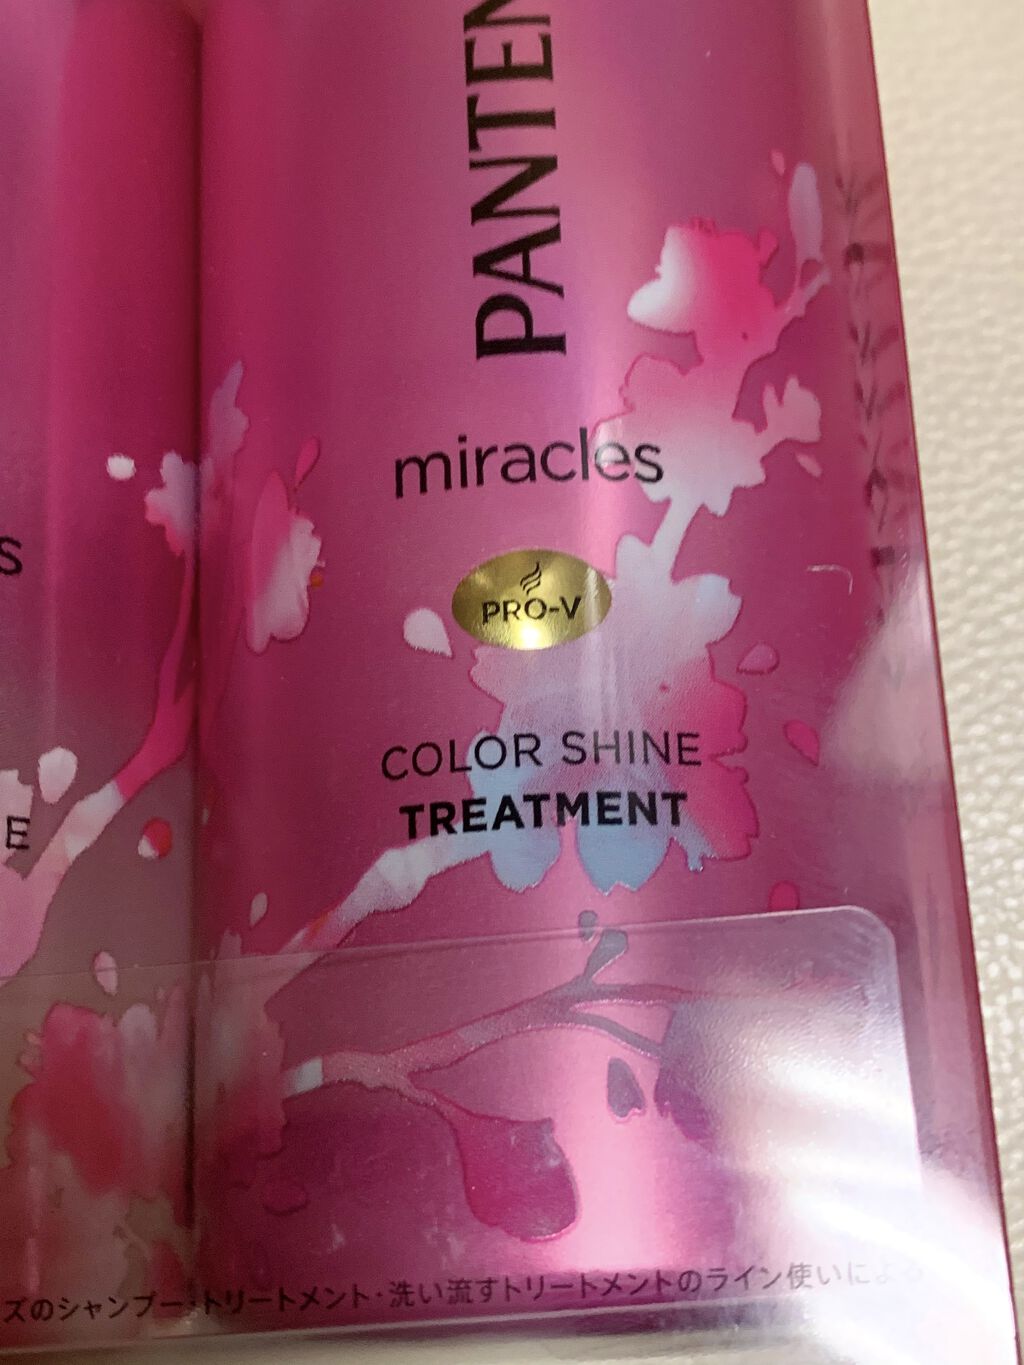 PANTEN
miracles
PRO-V
COLOR SHINE
TREATMENT
S
E
ズのシャンプー・トリートメント・洗い流すトリートメントのライン使いによる